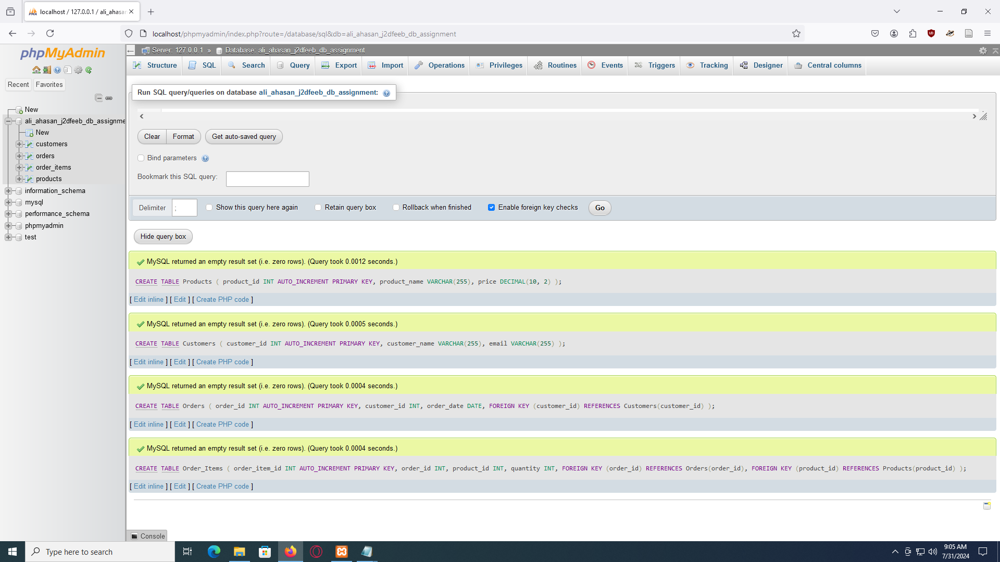 localhost / 127.0.0.1 / ali_ahasan
localhost/phpmyadmin/index.php?route=/database/sql&db=ali_ahasan_j2dfeeb_db_assignment
phpMyAdmin
Recent Favorites
New
ali_ahasan_j2dfeeb_db_assignme
New
customers
orders
order_items
products
information_schema
mysql
performance_schema
phpmyadmin
test
Server: 127.0.0.1 » Database: ali_ahasan_j2dfeeb_db_assignment
Structure SQL Search Query Export Import Operations Privileges Routines Events Triggers Tracking Designer Central columns
Run SQL query/queries on database ali_ahasan_j2dfeeb_db_assignment:
Clear Format Get auto-saved query
Bind parameters
Bookmark this SQL query:
Delimiter ; Show this query here again Retain query box Rollback when finished Enable foreign key checks Go
Hide query box
MySQL returned an empty result set (i.e. zero rows). (Query took 0.0012 seconds.)
CREATE TABLE Products ( product_id INT AUTO_INCREMENT PRIMARY KEY, product_name VARCHAR(255), price DECIMAL(10, 2) );
[ Edit inline ] [ Edit ] [ Create PHP code ]
MySQL returned an empty result set (i.e. zero rows). (Query took 0.0005 seconds.)
CREATE TABLE Customers ( customer_id INT AUTO_INCREMENT PRIMARY KEY, customer_name VARCHAR(255), email VARCHAR(255) );
[ Edit inline ] [ Edit ] [ Create PHP code ]
MySQL returned an empty result set (i.e. zero rows). (Query took 0.0004 seconds.)
CREATE TABLE Orders ( order_id INT AUTO_INCREMENT PRIMARY KEY, customer_id INT, order_date DATE, FOREIGN KEY (customer_id) REFERENCES Customers(customer_id) );
[ Edit inline ] [ Edit ] [ Create PHP code ]
MySQL returned an empty result set (i.e. zero rows). (Query took 0.0004 seconds.)
CREATE TABLE Order_Items ( order_item_id INT AUTO_INCREMENT PRIMARY KEY, order_id INT, product_id INT, quantity INT, FOREIGN KEY (order_id) REFERENCES Orders(order_id), FOREIGN KEY (product_id) REFERENCES Products(product_id) );
[ Edit inline ] [ Edit ] [ Create PHP code ]
Console
Type here to search
9:05 AM
7/31/2024